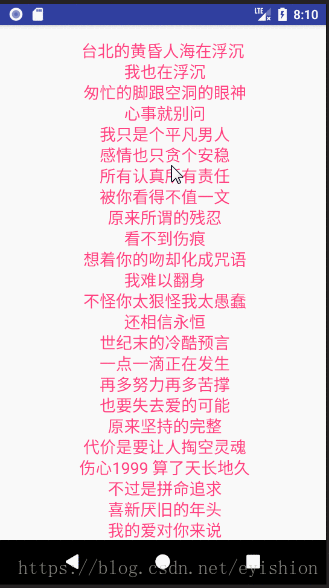 LTE 8:10
台北的黄昏人海在浮沉
我也在浮沉
匆忙的脚跟空洞的眼神
心事就别问
我只是个平凡男人
感情也只贪个安稳
所有认真所有责任
被你看得不值一文
原来所谓的残忍
看不到伤痕
想着你的吻却化成咒语
我难以翻身
不怪你太狠怪我太愚蠢
还相信永恒
世纪末的冷酷预言
一点一滴正在发生
再多努力再多苦撑
也要失去爱的可能
原来坚持的完整
代价是要让人掏空灵魂
伤心1999 算了天长地久
不过是拼命追求
喜新厌旧的年头
我的爱对你来说
https://blog.csdn.net/eyishion